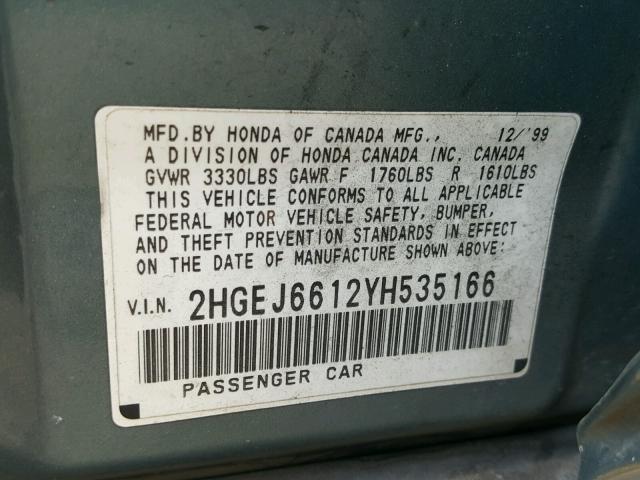 MFD.BY HONDA OF CANADA MFG., 12/'99
A DIVISION OF HONDA CANADA INC. CANADA
GVWR 3330LBS GAWR F 1760LBS R 1610LBS
THIS VEHICLE CONFORMS TO ALL APPLICABLE
FEDERAL MOTOR VEHICLE SAFETY, BUMPER,
AND THEFT PREVENTION STANDARDS IN EFFECT
ON THE DATE OF MANUFACTURE SHOWN ABOVE:
V.I.N. 2HGEJ6612YH535166
PASSENGER CAR